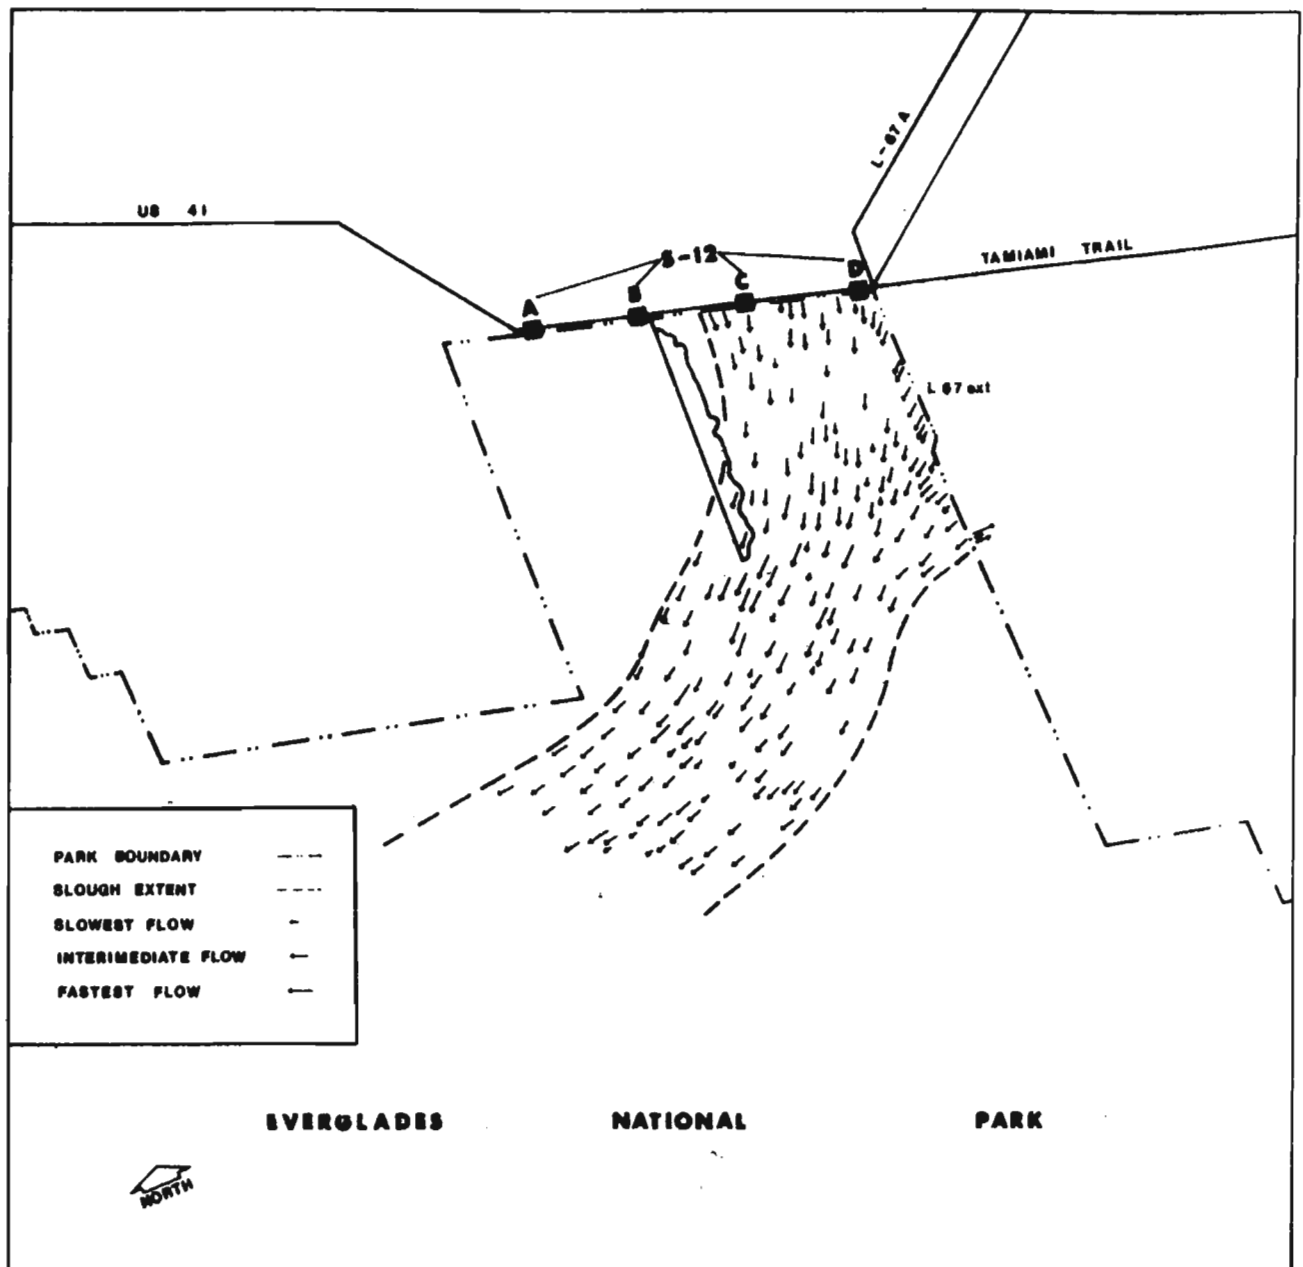 L-67A
US 41
TAMIAMI TRAIL
S-12
A
B
C
D
L 67 ext
PARK BOUNDARY
SLOUGH EXTENT
SLOWEST FLOW
INTERIMEDIATE FLOW
FASTEST FLOW
EVERGLADES NATIONAL PARK
NORTH